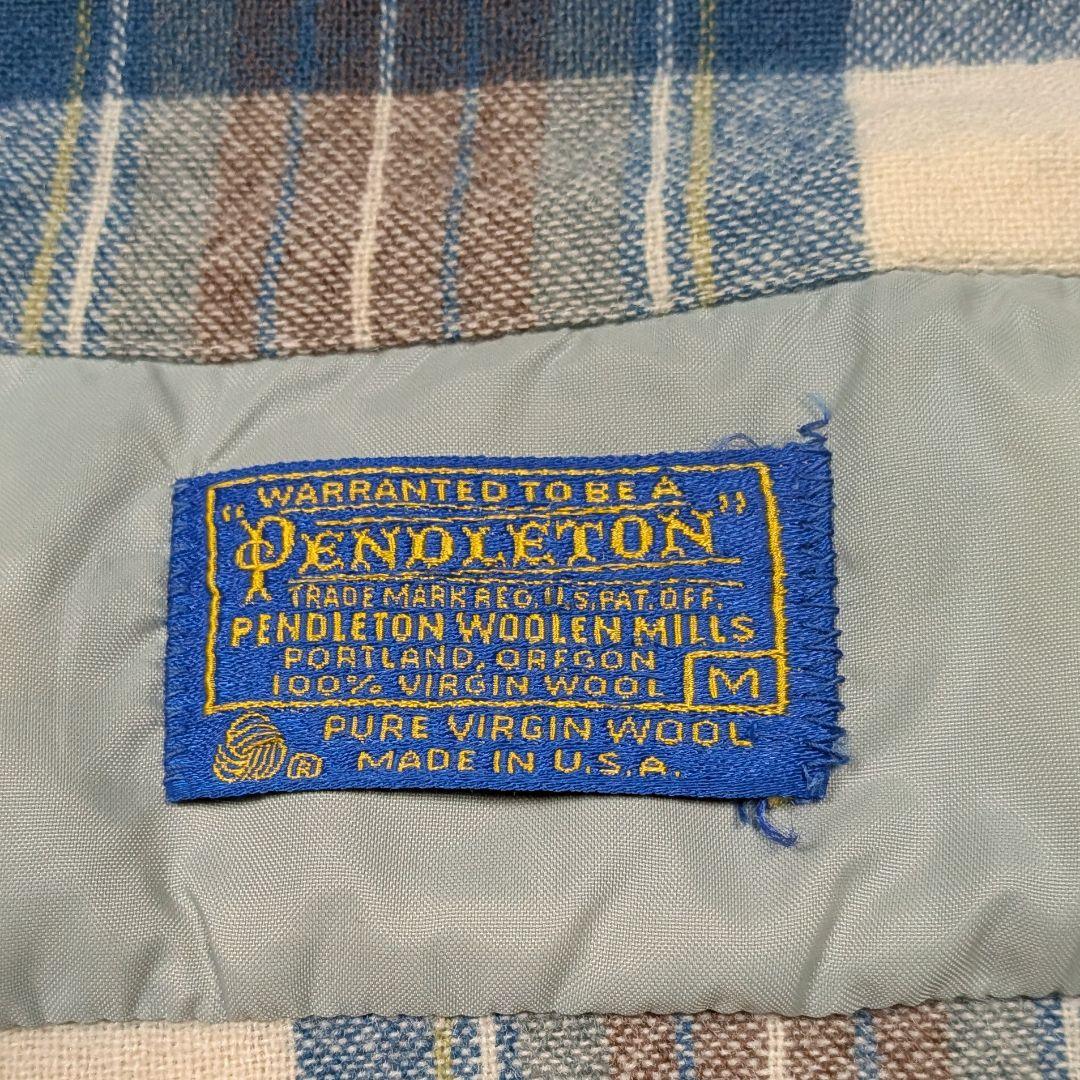 WARRANTED TO BE A
"PENDLETON"
TRADE MARK REG. U.S. PAT. OFF.
PENDLETON WOOLEN MILLS
PORTLAND, OREGON
100% VIRGIN WOOL M
PURE VIRGIN WOOL
® MADE IN U.S.A.